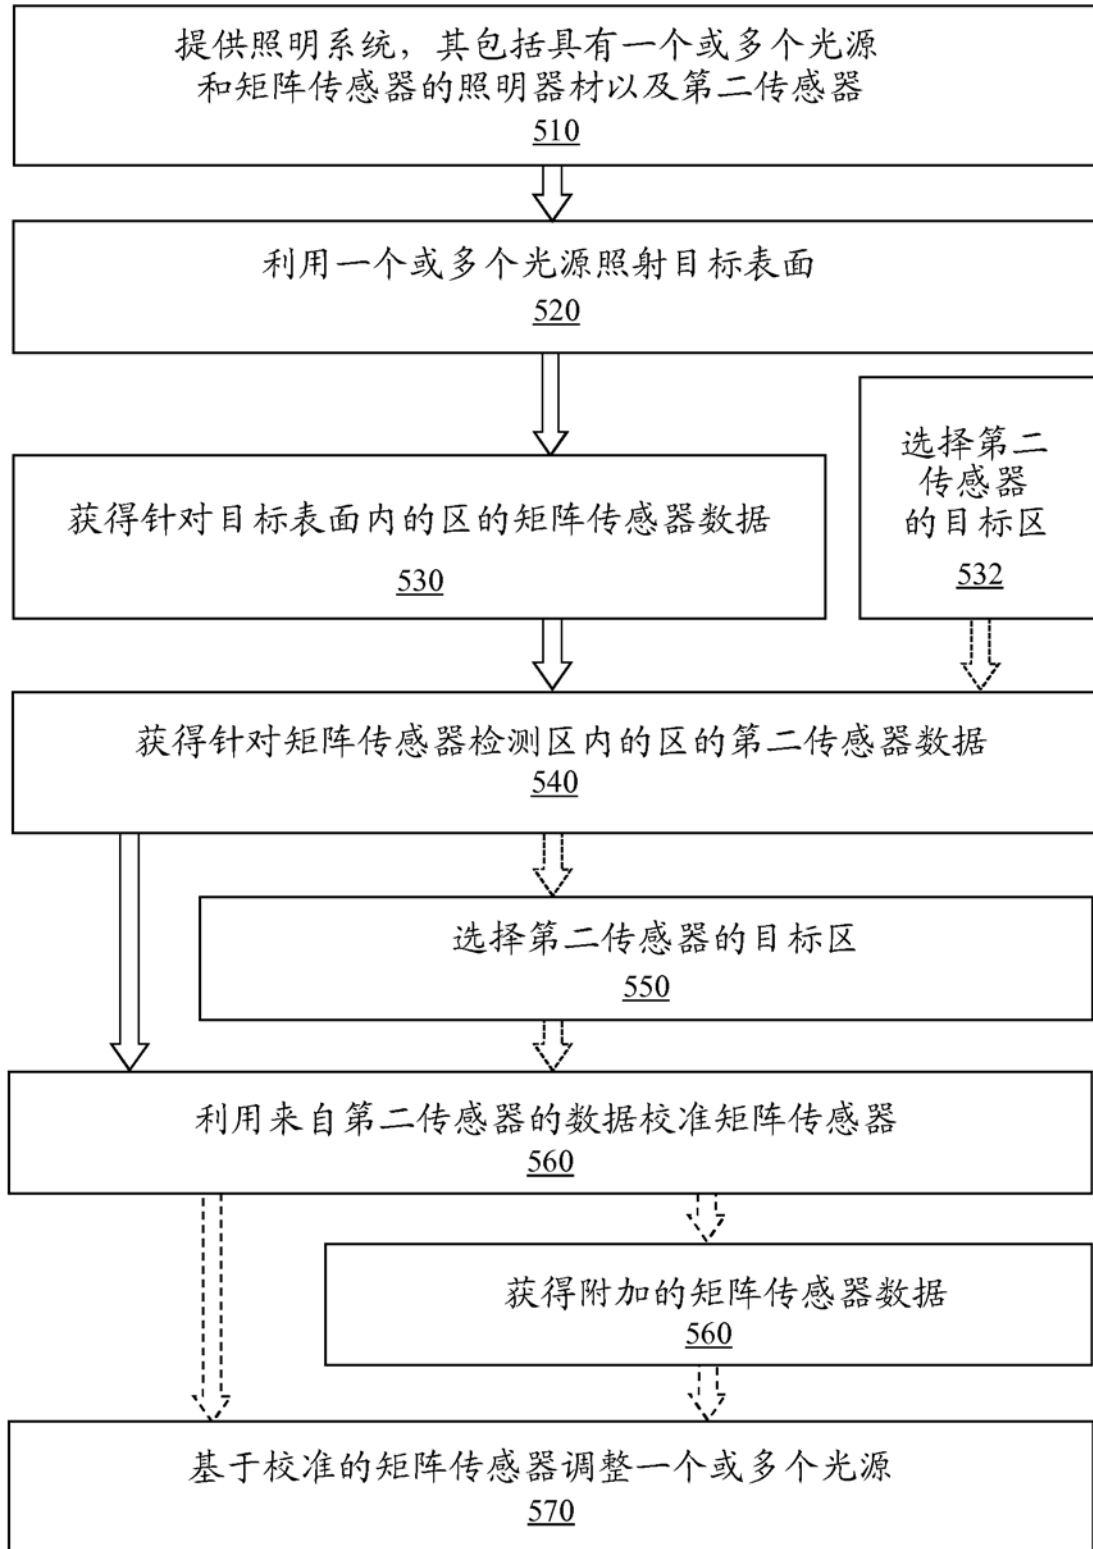 提供照明系统，其包括具有一个或多个光源
和矩阵传感器的照明器材以及第二传感器
510
利用一个或多个光源照射目标表面
520
获得针对目标表面内的区的矩阵传感器数据
530
选择第二
传感器
的目标区
532
获得针对矩阵传感器检测区内的区的第二传感器数据
540
选择第二传感器的目标区
550
利用来自第二传感器的数据校准矩阵传感器
560
获得附加的矩阵传感器数据
560
基于校准的矩阵传感器调整一个或多个光源
570